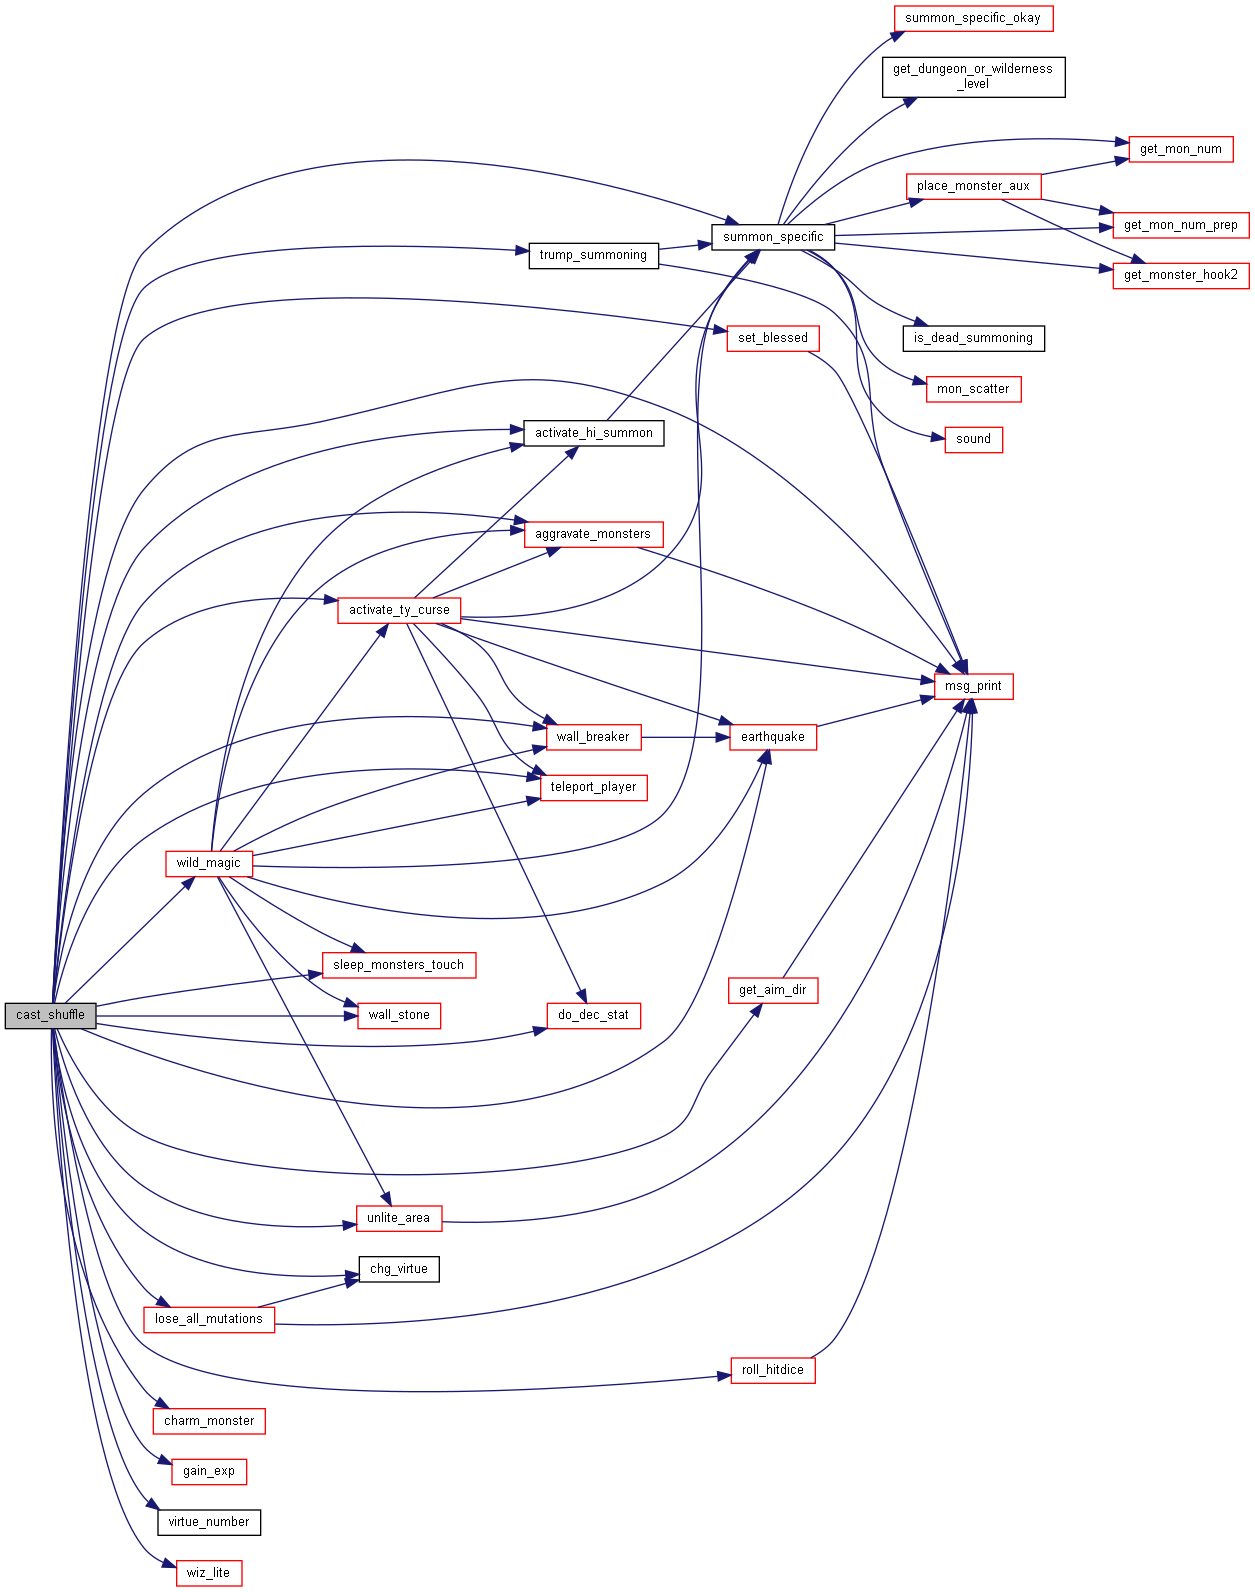 summon_specific_okay
get_dungeon_or_wilderness
_level
get_mon_num
place_monster_aux
get_mon_num_prep
summon_specific
trump_summoning
get_monster_hook2
set_blessed
is_dead_summoning
mon_scatter
activate_hi_summon
sound
aggravate_monsters
activate_ty_curse
msg_print
wall_breaker
earthquake
teleport_player
wild_magic
sleep_monsters_touch
get_aim_dir
cast_shuffle
wall_stone
do_dec_stat
unlite_area
chg_virtue
lose_all_mutations
roll_hitdice
charm_monster
gain_exp
virtue_number
wiz_lite